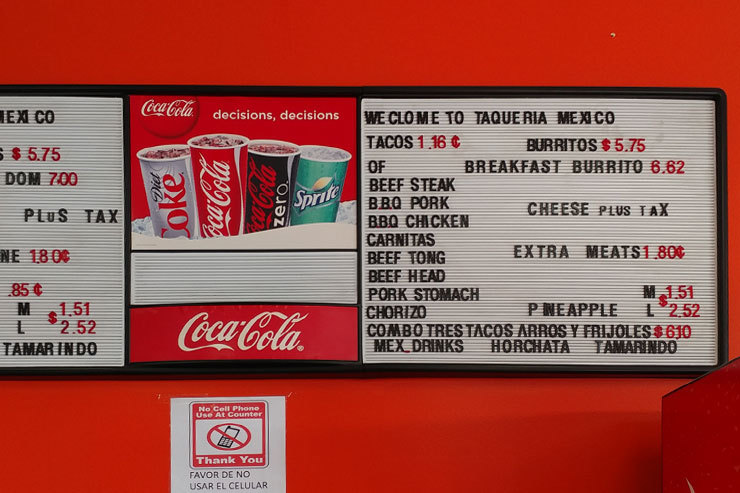 EXI CO
$ 5.75
DOM 7.00
PLuS TAX
NE 1.80¢
.85 ¢
M $ 1.51
L 2.52
TAMARINDO
Coca-Cola
decisions, decisions
Diet Coke
Coca-Cola
Coca-Cola zero
Sprite
Coca-Cola
WECLOME TO TAQUERIA MEXICO
TACOS 1.16 ¢ BURRITOS $ 5.75
OF BREAKFAST BURRITO 6.62
BEEF STEAK
B.B.Q PORK CHEESE PLUS TAX
B.B.Q CHICKEN
CARNITAS EXTRA MEATS 1.80¢
BEEF TONG
BEEF HEAD
PORK STOMACH M $ 1.51
CHORIZO PINEAPPLE L 2.52
COMBO TRES TACOS ARROS Y FRIJOLES $ 6.10
MEX. DRINKS HORCHATA TAMARINDO
No Cell Phone
Use At Counter
Thank You
FAVOR DE NO
USAR EL CELULAR